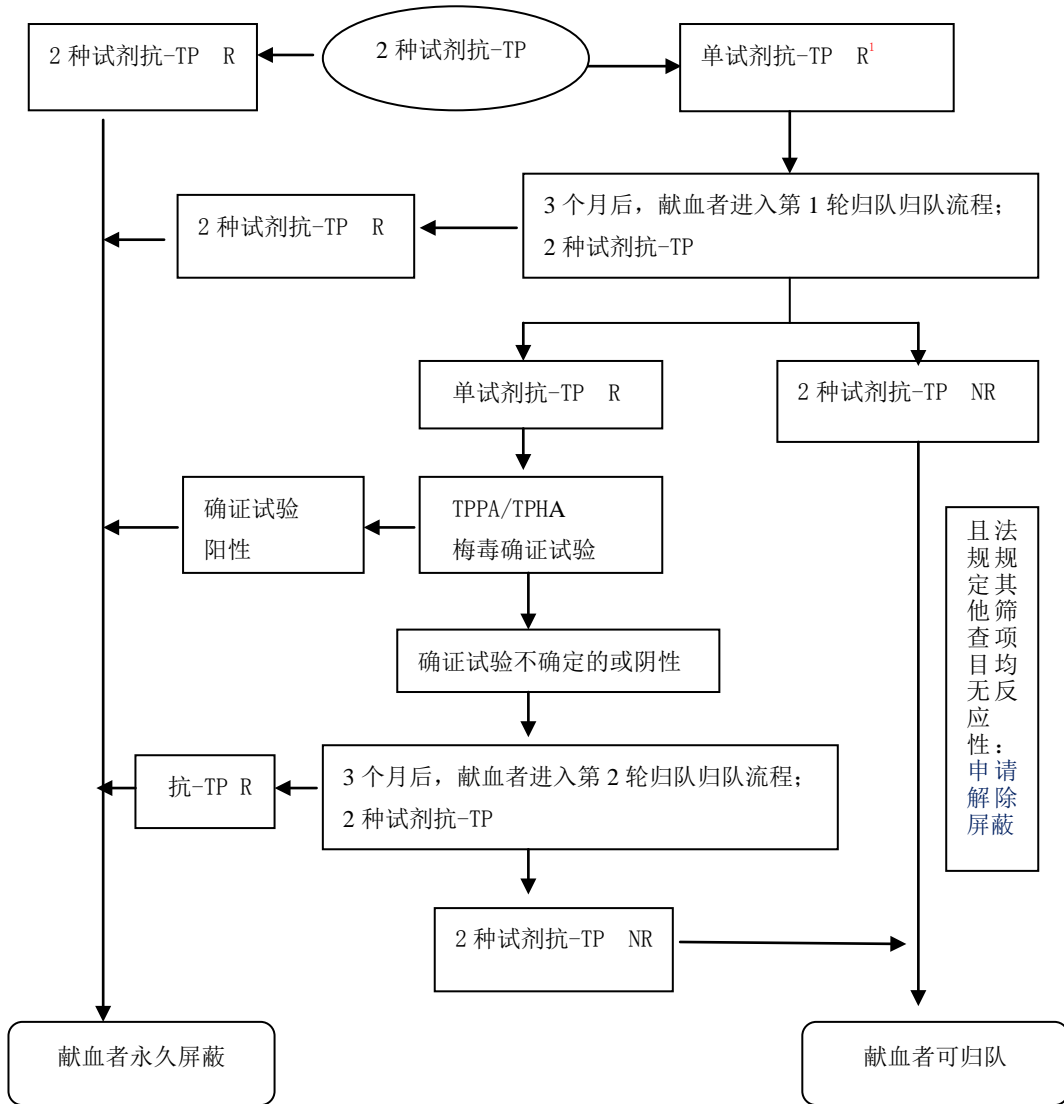 2 种试剂抗-TP R
2 种试剂抗-TP
单试剂抗-TP R¹
3 个月后，献血者进入第 1 轮归队归队流程；
2 种试剂抗-TP
2 种试剂抗-TP R
单试剂抗-TP R
2 种试剂抗-TP NR
确证试验
阳性
TPPA/TPHA
梅毒确证试验
且法
规规
定其
他筛
查项
目均
无反
应
性：
申请
解除
屏蔽
确证试验不确定的或阴性
抗-TP R
3 个月后，献血者进入第 2 轮归队归队流程；
2 种试剂抗-TP
2 种试剂抗-TP NR
献血者永久屏蔽
献血者可归队